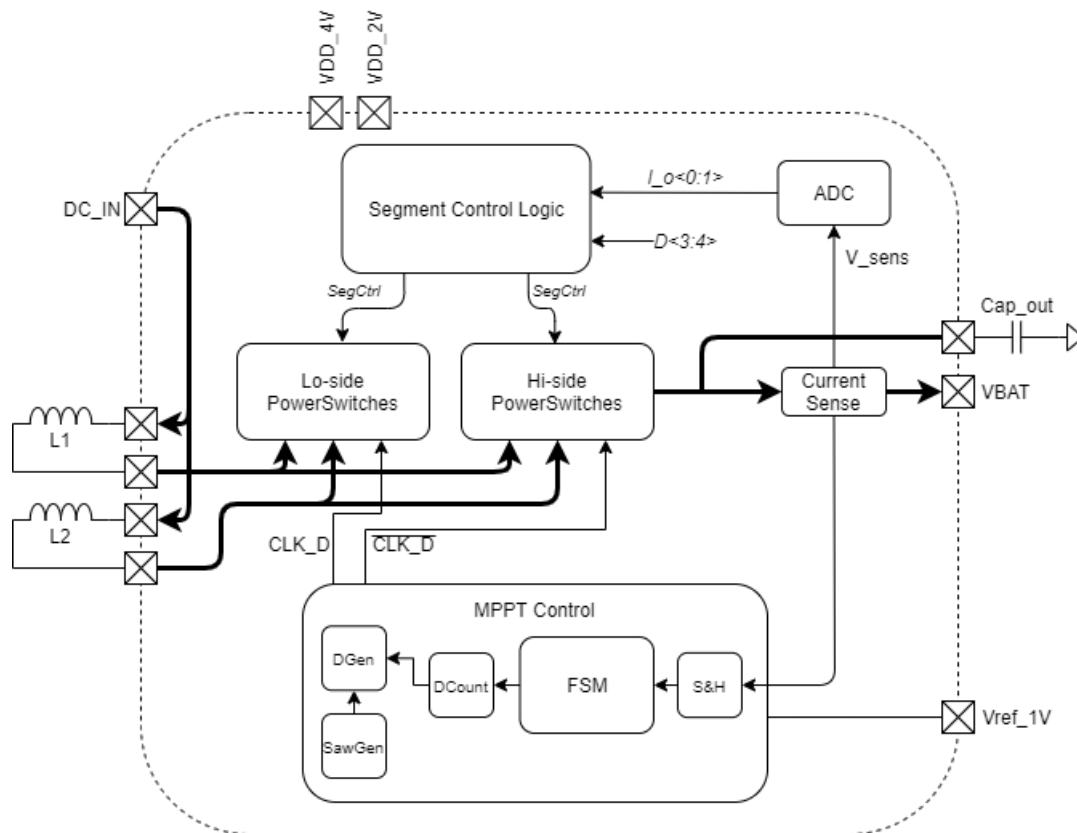 VDD_4V
VDD_2V
DC_IN
Segment Control Logic
I_o<0:1>
ADC
D<3:4>
V_sens
SegCtrl
SegCtrl
Cap_out
Lo-side
PowerSwitches
Hi-side
PowerSwitches
Current
Sense
VBAT
L1
L2
CLK_D
CLK_D
MPPT Control
DGen
DCount
FSM
S&H
SawGen
Vref_1V